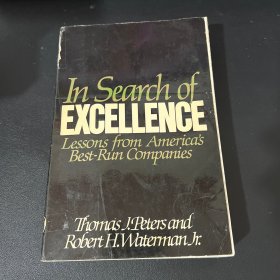 In Search of
EXCELLENCE
Lessons from America's
Best-Run Companies
Thomas J. Peters and
Robert H. Waterman Jr.